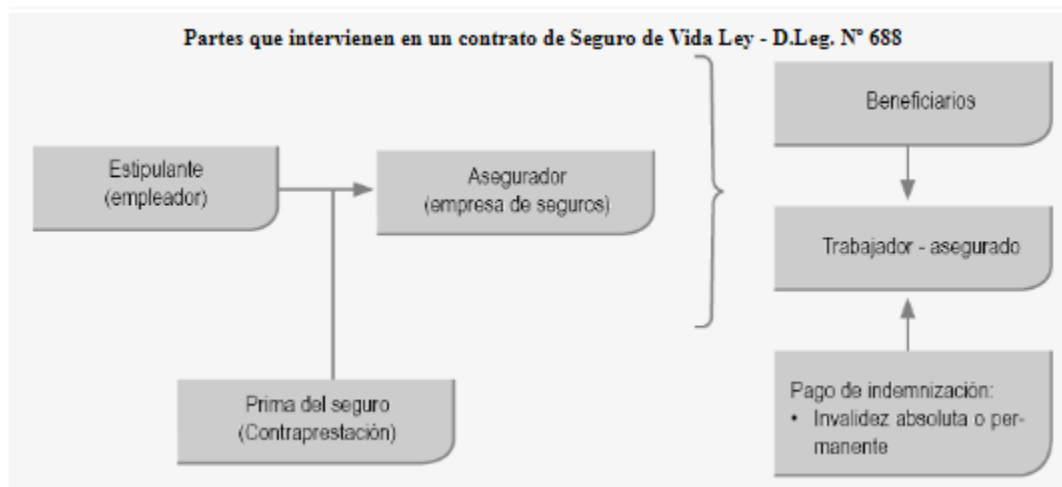 Partes que intervienen en un contrato de Seguro de Vida Ley - D.Leg. N° 688
Estipulante
(empleador)
Asegurador
(empresa de seguros)
Prima del seguro
(Contraprestación)
Beneficiarios
Trabajador - asegurado
Pago de indemnización:
• Invalidez absoluta o per-
manente